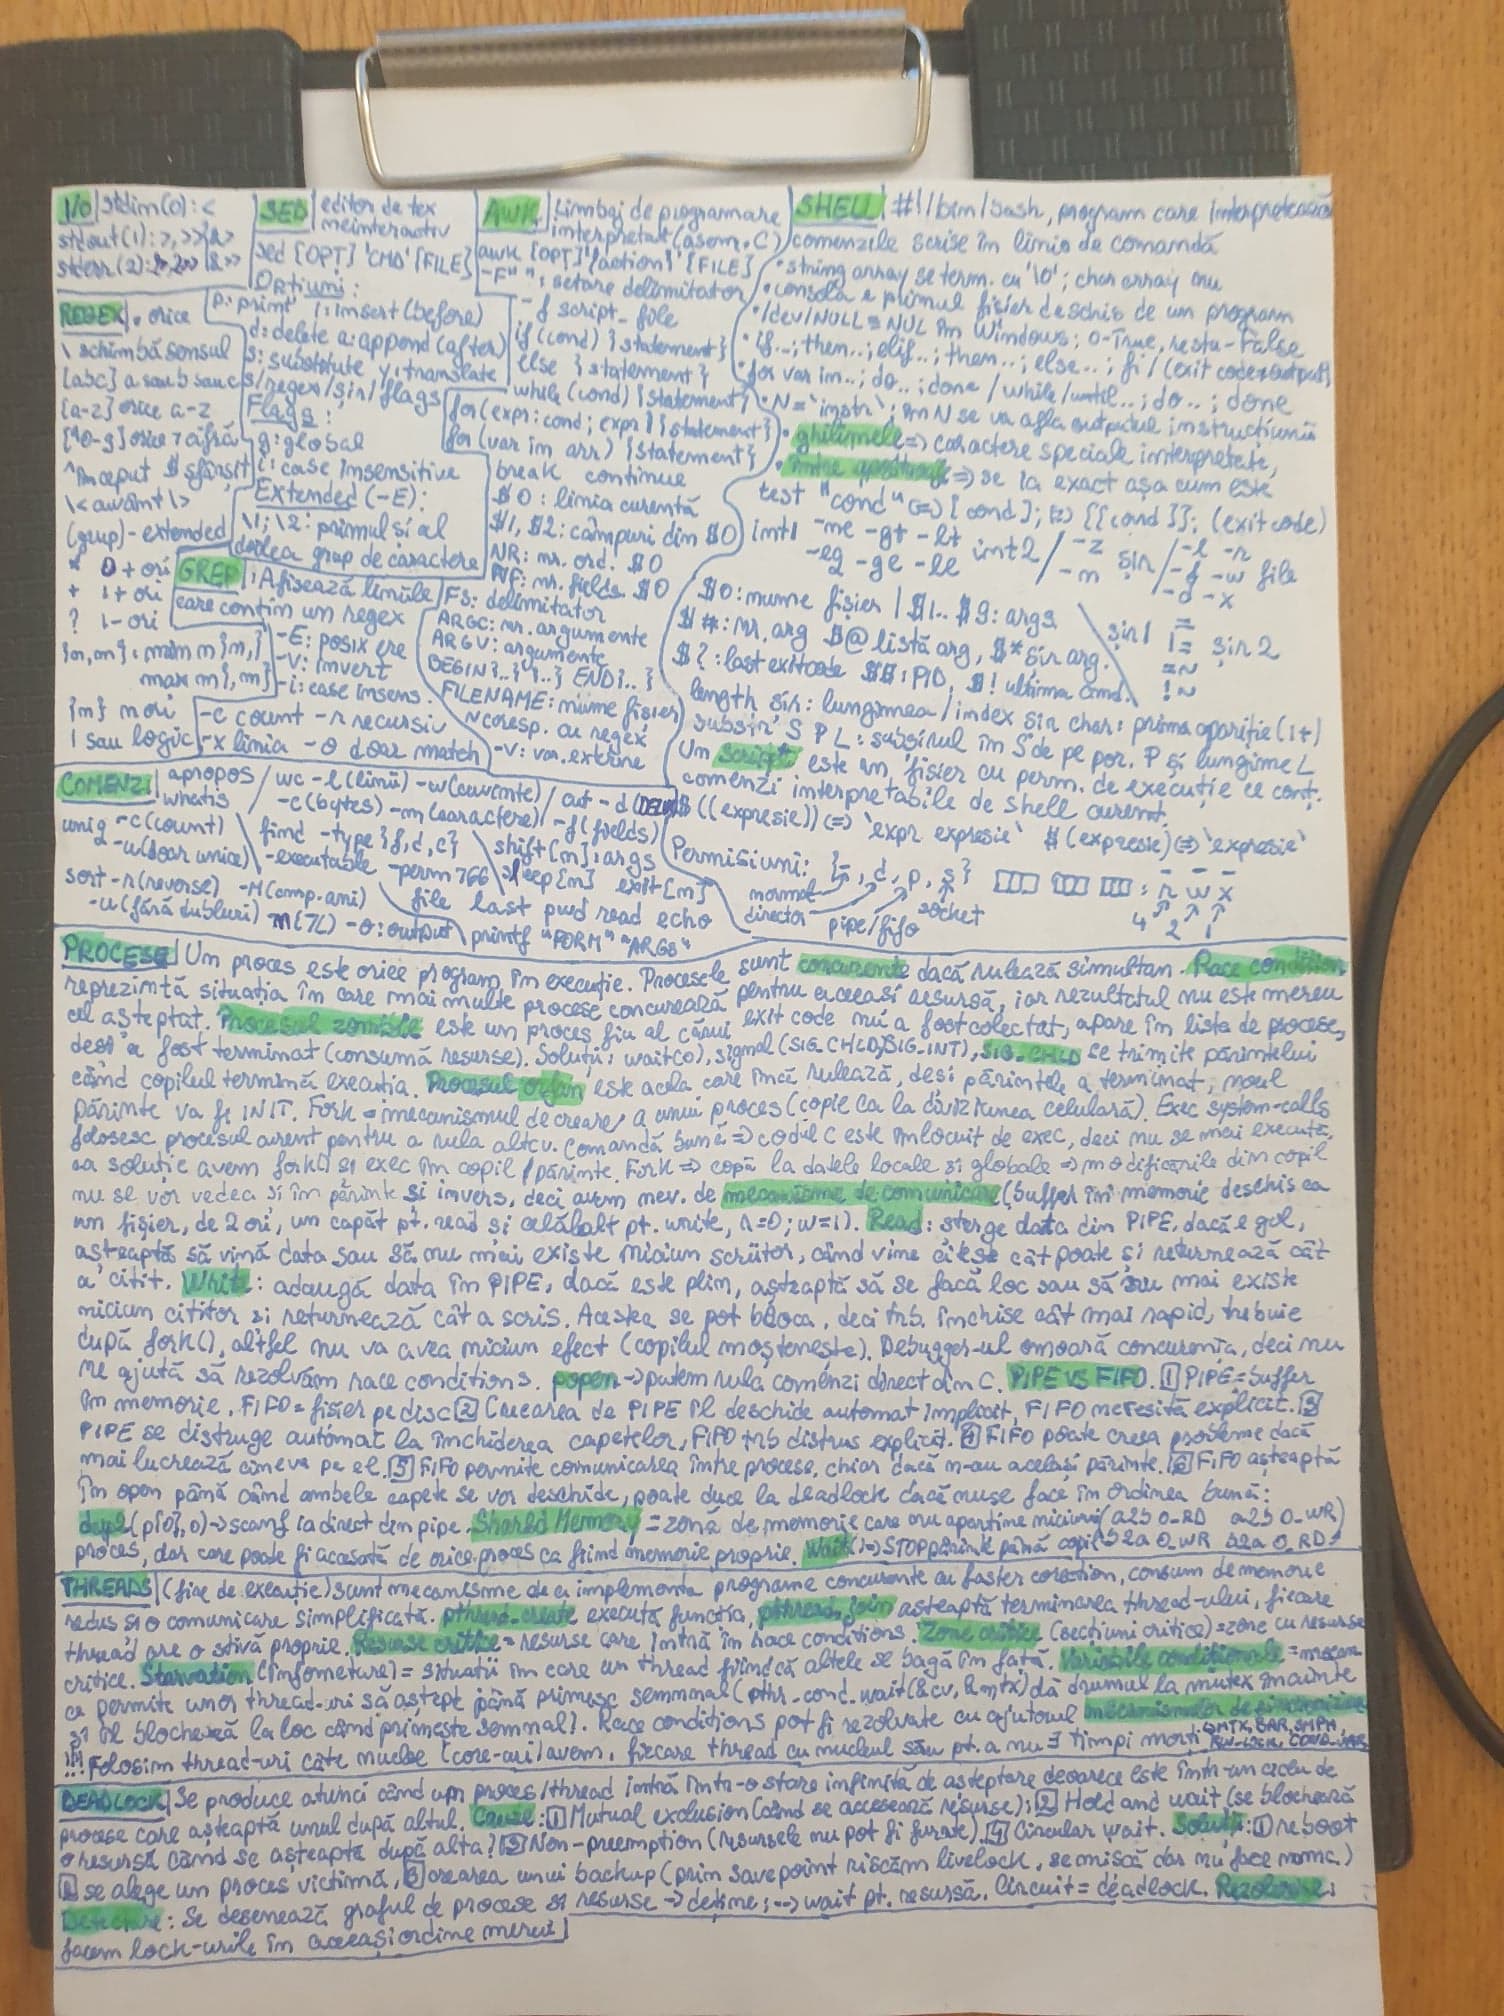 I/O stdin(0): <
stdout(1): >, >> &>
stderr(2): 2>, 2>> &>>
SED editor de tex
neinteractiv
sed [OPT] 'CMD' [FILE]
Opțiuni:
p: print i: insert (before)
d: delete a: append (after)
s: substitute y: translate
s/regex/șir/flags
Flags:
g: global
i: case insensitive
Extended (-E):
\1; \2: primul și al
doilea grup de caractere
AWK Limbaj de programare
interpretat (asem. C)
awk [OPT] '{action}' [FILE]
-F" ": setare delimitator
-f script-file
if (cond) {statement}
else {statement}
while (cond) {statement}
for (expr; cond; expr) {statement}
for (var in arr) {statement}
break continue
$0: linia curentă
$1, $2: câmpuri din $0
NR: nr. ord. $0
NF: nr. fields $0
FS: delimitator
ARGC: nr. argumente
ARGV: argumente
BEGIN{..} {..} END{..}
FILENAME: nume fișier
~ coresp. cu regex
-v: var. externe
REGEX . orice
\ schimbă sensul
[abc] a sau b sau c
[a-z] orice a-z
[^0-9] orice ≠ cifră
^ început $ sfârșit
\< cuvânt \>
(grup) - extended
* 0+ ori
+ 1+ ori
? 1- ori
{n,m}: min n {n,}
max m {,m}
{n} n ori
| sau logic
GREP: Afișează liniile
care conțin un regex
-E: posix ere
-v: invert
-i: case insens.
-c count -r recursiv
-x linia -o doar match
SHELL #!/bin/bash, program care interpretează
comenzile scrise în linia de comandă
• string array se term. cu '\0'; char array nu
• consola e primul fișier deschis de un program
• /dev/NULL = NUL în Windows; 0-True, restu-False
• if..; then..; elif..; then..; else..; fi / (exit code+output)
• for var in..; do..; done / while/until..; do..; done
• N=`instr`; în N se va afla outputul instrucțiunii
• ghilimele => caractere speciale interpretate,
• între apostroafe => se ia exact așa cum este
test "cond" <=> [ cond ]; <=> [[ cond ]]; (exit code)
int1 -ne -gt -lt
-eq -ge -le int2 / -z
-n șir / -e -r
-f -w file
-d -x
$0: nume fișier | $1..$9: args
$#: nr. arg $@ listă arg, $* șir arg.
$?: last exitcode $$: PID, $! ultima cmd.
șir1 =
!= șir2
=~
!~
length șir: lungimea / index șir char: prima apariție (1+)
substr S P L: subșirul în S de pe poz. P și lungime L
Un script este un fișier cu perm. de execuție ce conț.
comenzi interpretabile de shell curent.
$((expresie)) <=> `expr expresie` $(expresie) <=> `expresie`
Permisiuni: {-, d, p, s}
normal
director pipe/fifo socket
: r w x
4 2 1
COMENZI apropos / wc -l (linii) -w (cuvinte) / cut -d (DELIM)
whatis -c (bytes) -m (caractere) -f (fields)
uniq -c (count) find -type {f,d,c} shift [n]: args
-u (doar unice) -executable -perm 766 sleep [n] exit [n]
sort -r (reverse) -M (comp. ani) file last pwd read echo
-u (fără dubluri) -o: output printf "FORM" "ARGS"
PROCESE Un proces este orice program în execuție. Procesele sunt concurente dacă rulează simultan. Race condition
reprezintă situația în care mai multe procese concurează pentru aceeași resursă, iar rezultatul nu este mereu
cel așteptat. Procesul zombie este un proces fiu al cărui exit code nu a fost colectat, apare în lista de procese,
deși a fost terminat (consumă resurse). Soluții: wait(0), signal (SIG_CHLD, SIG_INT), SIG_CHLD se trimite părintelui
când copilul termină execuția. Procesul orfan este acela care încă rulează, deși părintele a terminat, noul
părinte va fi INIT. Fork = mecanismul de creare a unui proces (copie ca la diviziunea celulară). Exec system-calls
folosesc procesul curent pentru a rula altcv. Comandă bună => codul C este înlocuit de exec, deci nu se mai execută,
ca soluție avem fork() și exec în copil/părinte. Fork => copă la datele locale și globale => modificările din copil
nu se vor vedea și în părinte și invers, deci avem nev. de mecanisme de comunicare (buffer în memorie deschis ca
un fișier, de 2 ori, un capăt pt. read și celălalt pt. write, r=0; w=1). Read: șterge data din PIPE, dacă e gol,
așteaptă să vină data sau să nu mai existe niciun scriitor, când vine citește cât poate și returnează cât
a citit. Write: adaugă data în PIPE, dacă este plin, așteaptă să se facă loc sau să nu mai existe
niciun cititor și returnează cât a scris. Acestea se pot bloca, deci trb. închise cât mai rapid, trebuie
după fork(), altfel nu va avea niciun efect (copilul moștenește). Debugger-ul omoară concurența, deci nu
ne ajută să rezolvăm race conditions. popen -> putem rula comenzi direct din C. PIPE VS FIFO. 1 PIPE = buffer
în memorie. FIFO = fișier pe disc 2 Crearea de PIPE îl deschide automat implicit, FIFO necesită explicit. 3
PIPE se distruge automat la închiderea capetelor, FIFO trb distrus explicit. 4 FIFO poate crea probleme dacă
mai lucrează cineva pe el. 5 FIFO permite comunicarea între procese, chiar dacă n-au același părinte. 6 FIFO așteaptă
în open până când ambele capete se vor deschide, poate duce la deadlock dacă nu se face în ordinea bună:
dup2(p[0], 0) -> scanf ia direct din pipe. Shared Memory = zonă de memorie care nu aparține niciunui (a2b O_RD a2b O_WR)
proces, dar care poate fi accesată de orice proces ca fiind memorie proprie. Wait() -> STOP părinte până copil b2a O_WR b2a O_RD
THREADS (fire de execuție) sunt mecanisme de a implementa programe concurente cu faster creation, consum de memorie
redus și o comunicare simplificată. pthread_create execută funcția, pthread_join așteaptă terminarea thread-ului, fiecare
thread are o stivă proprie. Resurse critice = resurse care intră în race conditions. Zone critice (secțiuni critice) = zone cu resurse
critice. Starvation (înfometare) = situații în care un thread fiindcă altele se bagă în față. Variabile condiționale = mecan.
ce permite unor thread-uri să aștepte până primesc semnal (pthr_cond_wait(&cv, &mtx) dă drumul la mutex înainte
și îl blochează la loc când primește semnal). Race conditions pot fi rezolvate cu ajutorul mecanismelor de sincronizare
!!! Folosim thread-uri câte nuclee (core-uri) avem, fiecare thread cu nucleul său pt. a nu ∃ timpi morți. MTX, BAR, SMPH,
RW-LOCK, COND_VAR
DEADLOCK Se produce atunci când un proces/thread intră într-o stare infinită de așteptare deoarece este într-un ciclu de
procese care așteaptă unul după altul. Cauze: 1 Mutual exclusion (când se accesează resurse); 2 Hold and wait (se blochează
o resursă când se așteaptă după alta) 3 Non-preemption (resursele nu pot fi furate) 4 Circular wait. Soluții: 1 reboot
2 se alege un proces victimă, 3 crearea unui backup (prin savepoint riscăm livelock, se mișcă dar nu face nimic.)
Detectare: Se desenează graful de procese și resurse -> deține; --> wait pt. resursă. Circuit = deadlock. Rezolvare:
facem lock-urile în aceeași ordine mereu